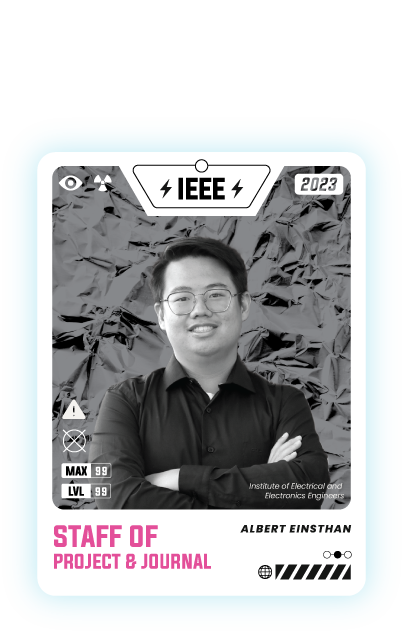 IEEE
2023
MAX 99
LVL 99
Institute of Electrical and
Electronics Engineers
STAFF OF
PROJECT & JOURNAL
ALBERT EINSTHAN